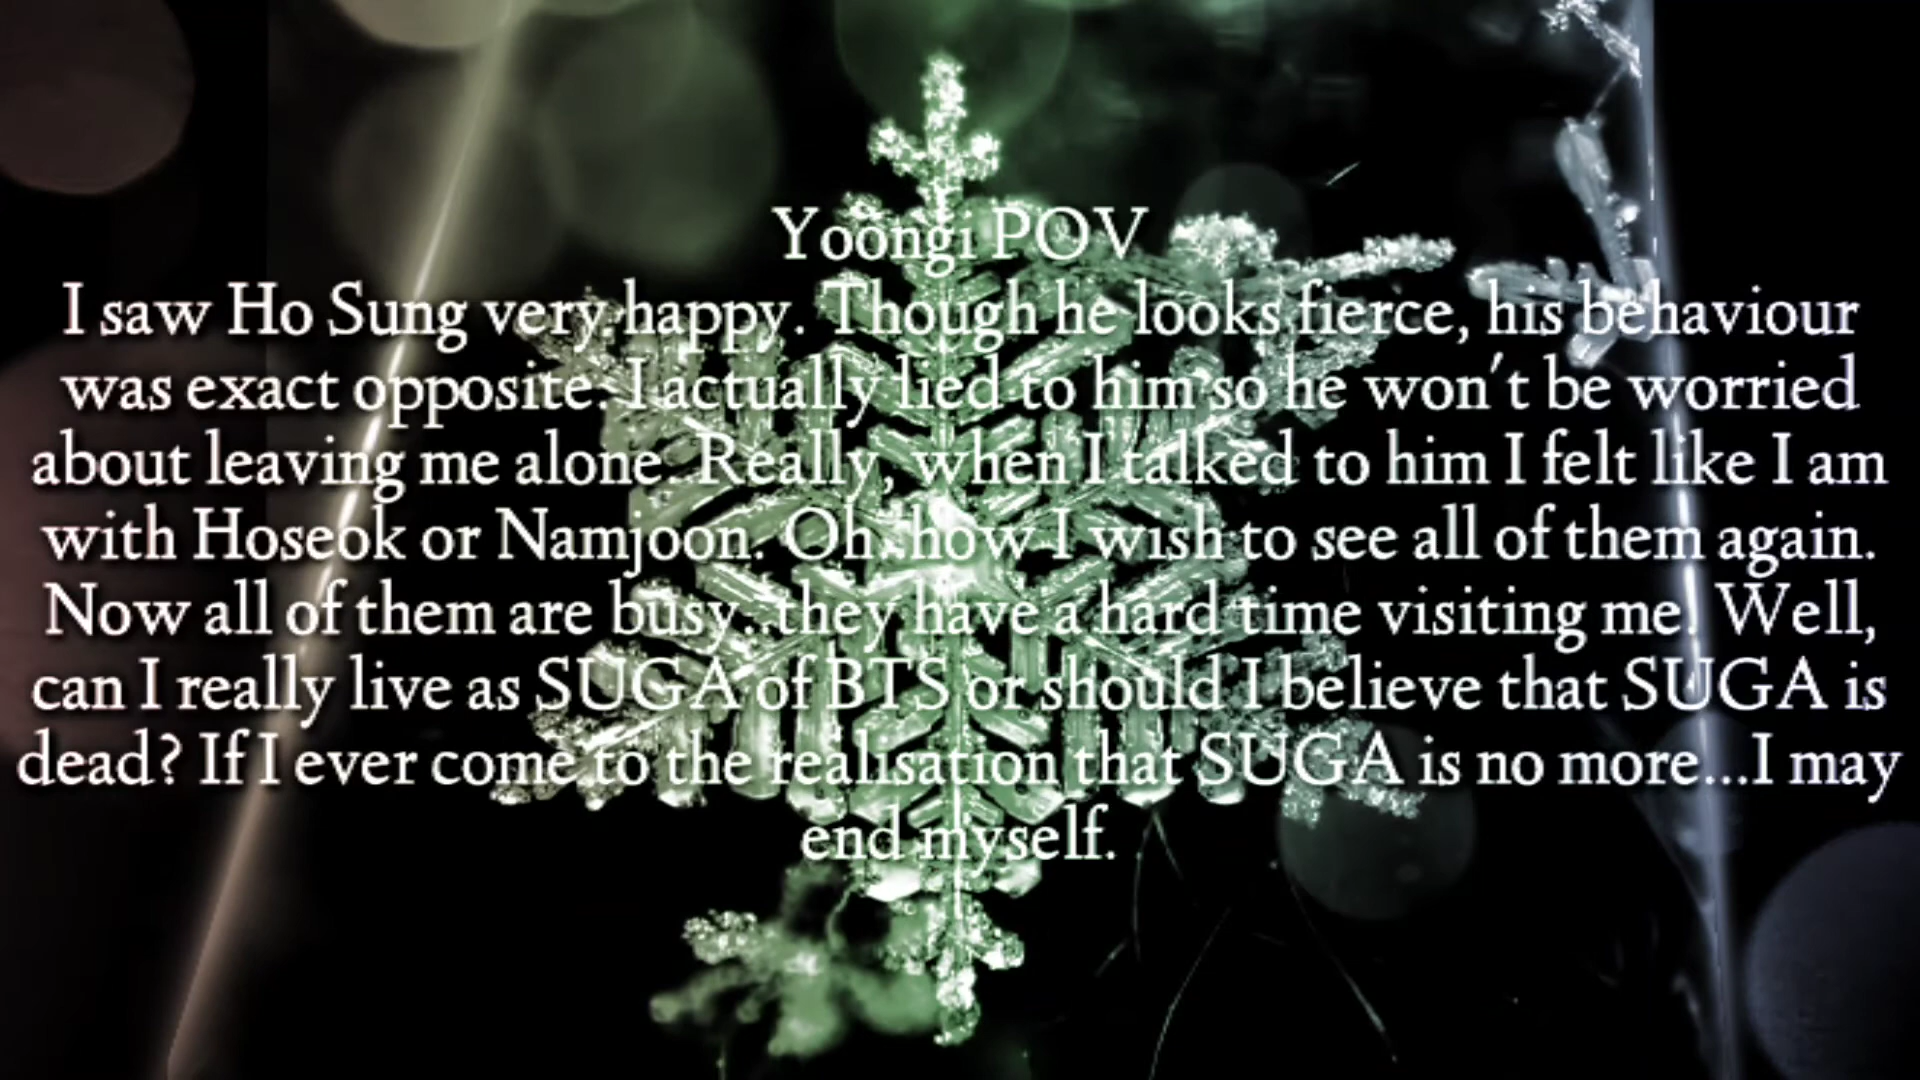 Yoongi POV
I saw Ho Sung very happy. Though he looks fierce, his behaviour
was exact opposite. I actually lied to him so he won't be worried
about leaving me alone. Really, when I talked to him I felt like I am
with Hoseok or Namjoon. Oh, how I wish to see all of them again.
Now all of them are busy...they have a hard time visiting me. Well,
can I really live as SUGA of BTS or should I believe that SUGA is
dead? If I ever come to the realisation that SUGA is no more...I may
end myself.